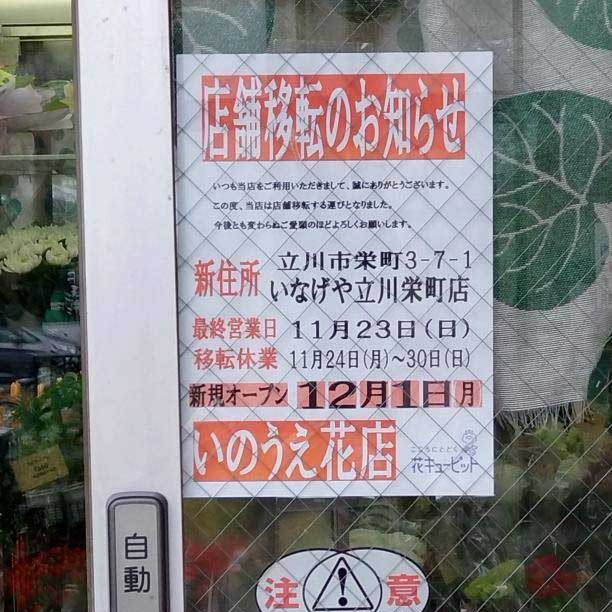 店舗移転のお知らせ
いつも当店をご利用いただきまして、誠にありがとうございます。
この度、当店は店舗移転する運びとなりました。
今後とも変わらぬご愛顧のほどよろしくお願いします。
新住所 立川市栄町3-7-1
いなげや立川栄町店
最終営業日 11月23日(日)
移転休業 11月24日(月)~30日(日)
新規オープン 12月1日月
いのうえ花店
こころにとどく
花キューピット
自動
注意